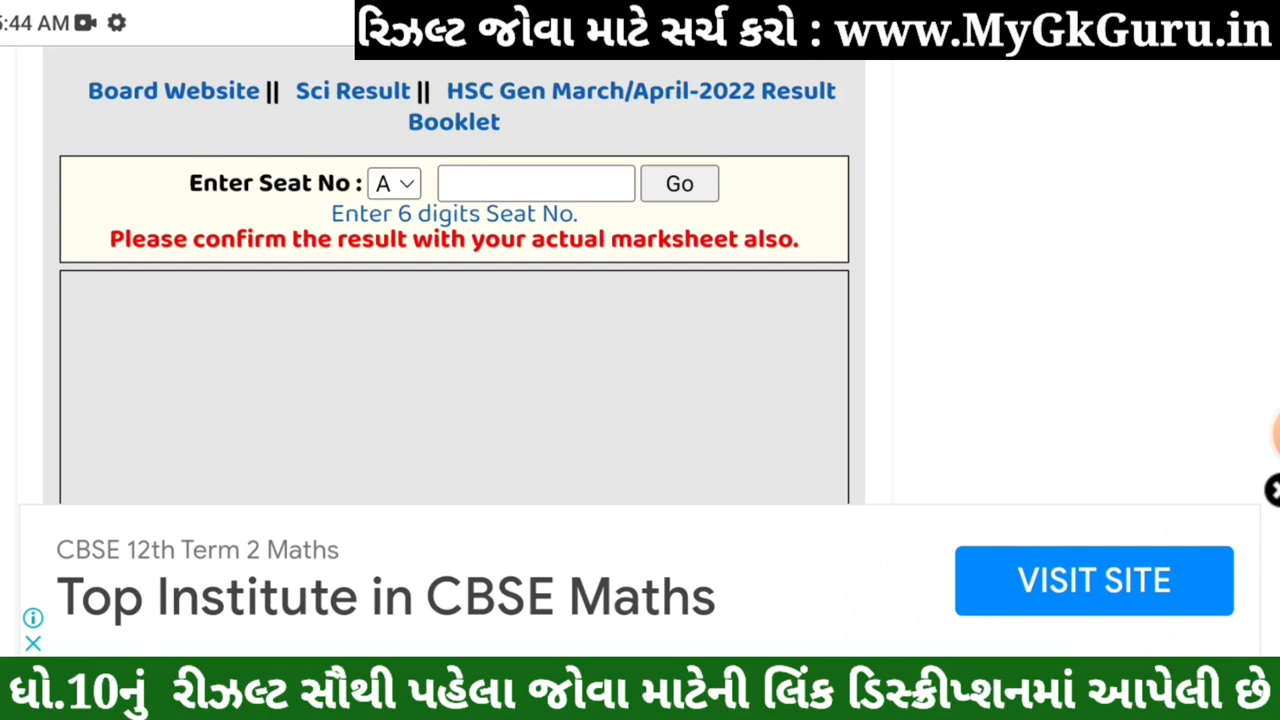 5:44 AM
રિઝલ્ટ જોવા માટે સર્ચ કરો : www.MyGkGuru.in
Board Website || Sci Result || HSC Gen March/April-2022 Result
Booklet
Enter Seat No : A Go
Enter 6 digits Seat No.
Please confirm the result with your actual marksheet also.
CBSE 12th Term 2 Maths
Top Institute in CBSE Maths
VISIT SITE
ધો.10નું રીઝલ્ટ સૌથી પહેલા જોવા માટેની લિંક ડિસ્ક્રીપ્શનમાં આપેલી છે